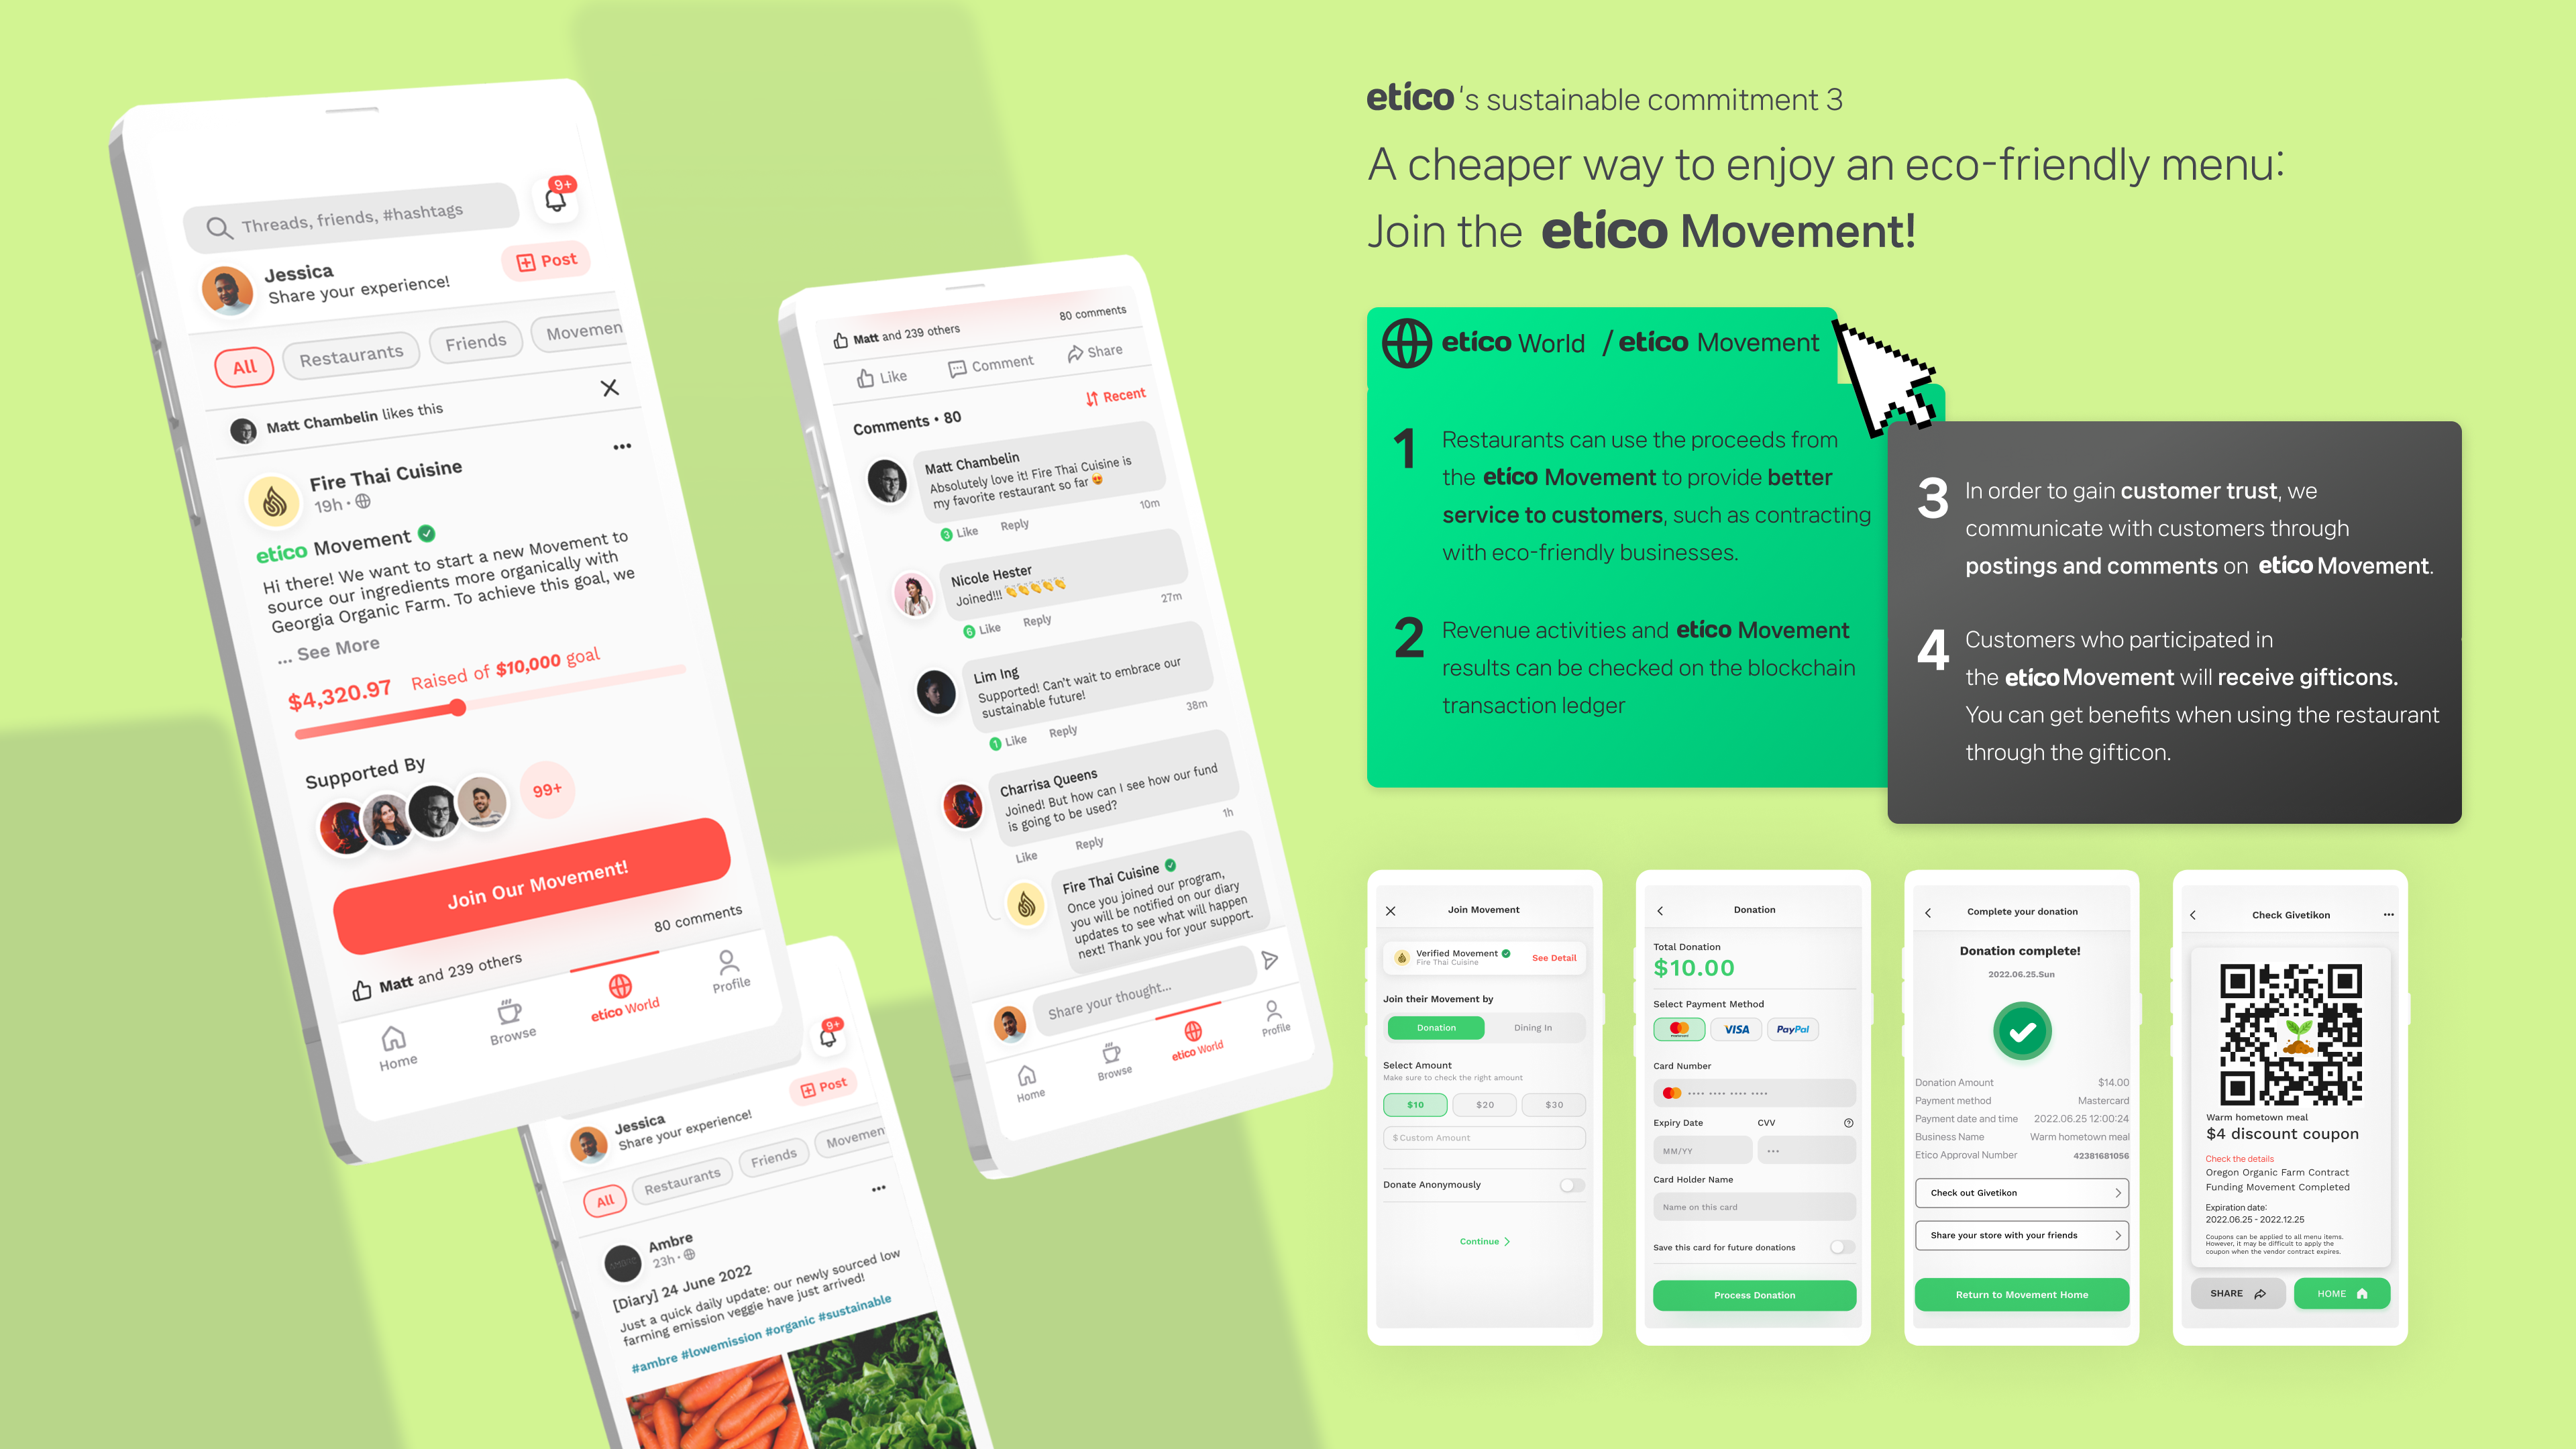 Threads, friends, #hashtags
9+
Jessica
Share your experience!
Post
All
Restaurants
Friends
Movemen
Matt Chambelin likes this
Fire Thai Cuisine
19h •
etico Movement
Hi there! We want to start a new Movement to
source our ingredients more organically with
Georgia Organic Farm. To achieve this goal, we
... See More
$4,320.97 Raised of $10,000 goal
Supported By
99+
Join Our Movement!
80 comments
Matt and 239 others
Home
Browse
etico World
Profile
9+
Post
Jessica
Share your experience!
All
Restaurants
Friends
Movemen
Ambre
23h •
[Diary] 24 June 2022
Just a quick daily update: our newly sourced low
farming emission veggie have just arrived!
#ambre #lowemission #organic #sustainable
Matt and 239 others
80 comments
Like
Comment
Share
Comments • 80
Recent
Matt Chambelin
Absolutely love it! Fire Thai Cuisine is
my favorite restaurant so far 😍
3 Like Reply 10m
Nicole Hester
Joined!!! 👏👏👏👏👏
6 Like Reply 27m
Lim Ing
Supported! Can't wait to embrace our
sustainable future!
1 Like Reply 38m
Charrisa Queens
Joined! But how can I see how our fund
is going to be used?
Like Reply 1h
Fire Thai Cuisine
Once you joined our program,
you will be notified on our diary
updates to see what will happen
next! Thank you for your support.
Share your thought...
Home
Browse
etico World
Profile
etico's sustainable commitment 3
A cheaper way to enjoy an eco-friendly menu:
Join the etico Movement!
etico World / etico Movement
1 Restaurants can use the proceeds from
the etico Movement to provide better
service to customers, such as contracting
with eco-friendly businesses.
2 Revenue activities and etico Movement
results can be checked on the blockchain
transaction ledger
3 In order to gain customer trust, we
communicate with customers through
postings and comments on etico Movement.
4 Customers who participated in
the etico Movement will receive gifticons.
You can get benefits when using the restaurant
through the gifticon.
Join Movement
Verified Movement
Fire Thai Cuisine
See Detail
Join their Movement by
Donation
Dining In
Select Amount
Make sure to check the right amount
$10
$20
$30
$ Custom Amount
Donate Anonymously
Continue
Donation
Total Donation
$10.00
Select Payment Method
mastercard
VISA
PayPal
Card Number
•••• •••• •••• ••••
Expiry Date
CVV
MM/YY
•••
Card Holder Name
Name on this card
Save this card for future donations
Process Donation
Complete your donation
Donation complete!
2022.06.25.Sun
Donation Amount $14.00
Payment method Mastercard
Payment date and time 2022.06.25 12:00:24
Business Name Warm hometown meal
Etico Approval Number 42381681056
Check out Givetikon
Share your store with your friends
Return to Movement Home
Check Givetikon
Warm hometown meal
$4 discount coupon
Check the details
Oregon Organic Farm Contract
Funding Movement Completed
Expiration date:
2022.06.25 - 2022.12.25
Coupons can be applied to all menu items.
However, it may be difficult to apply the
coupon when the vendor contract expires.
SHARE
HOME